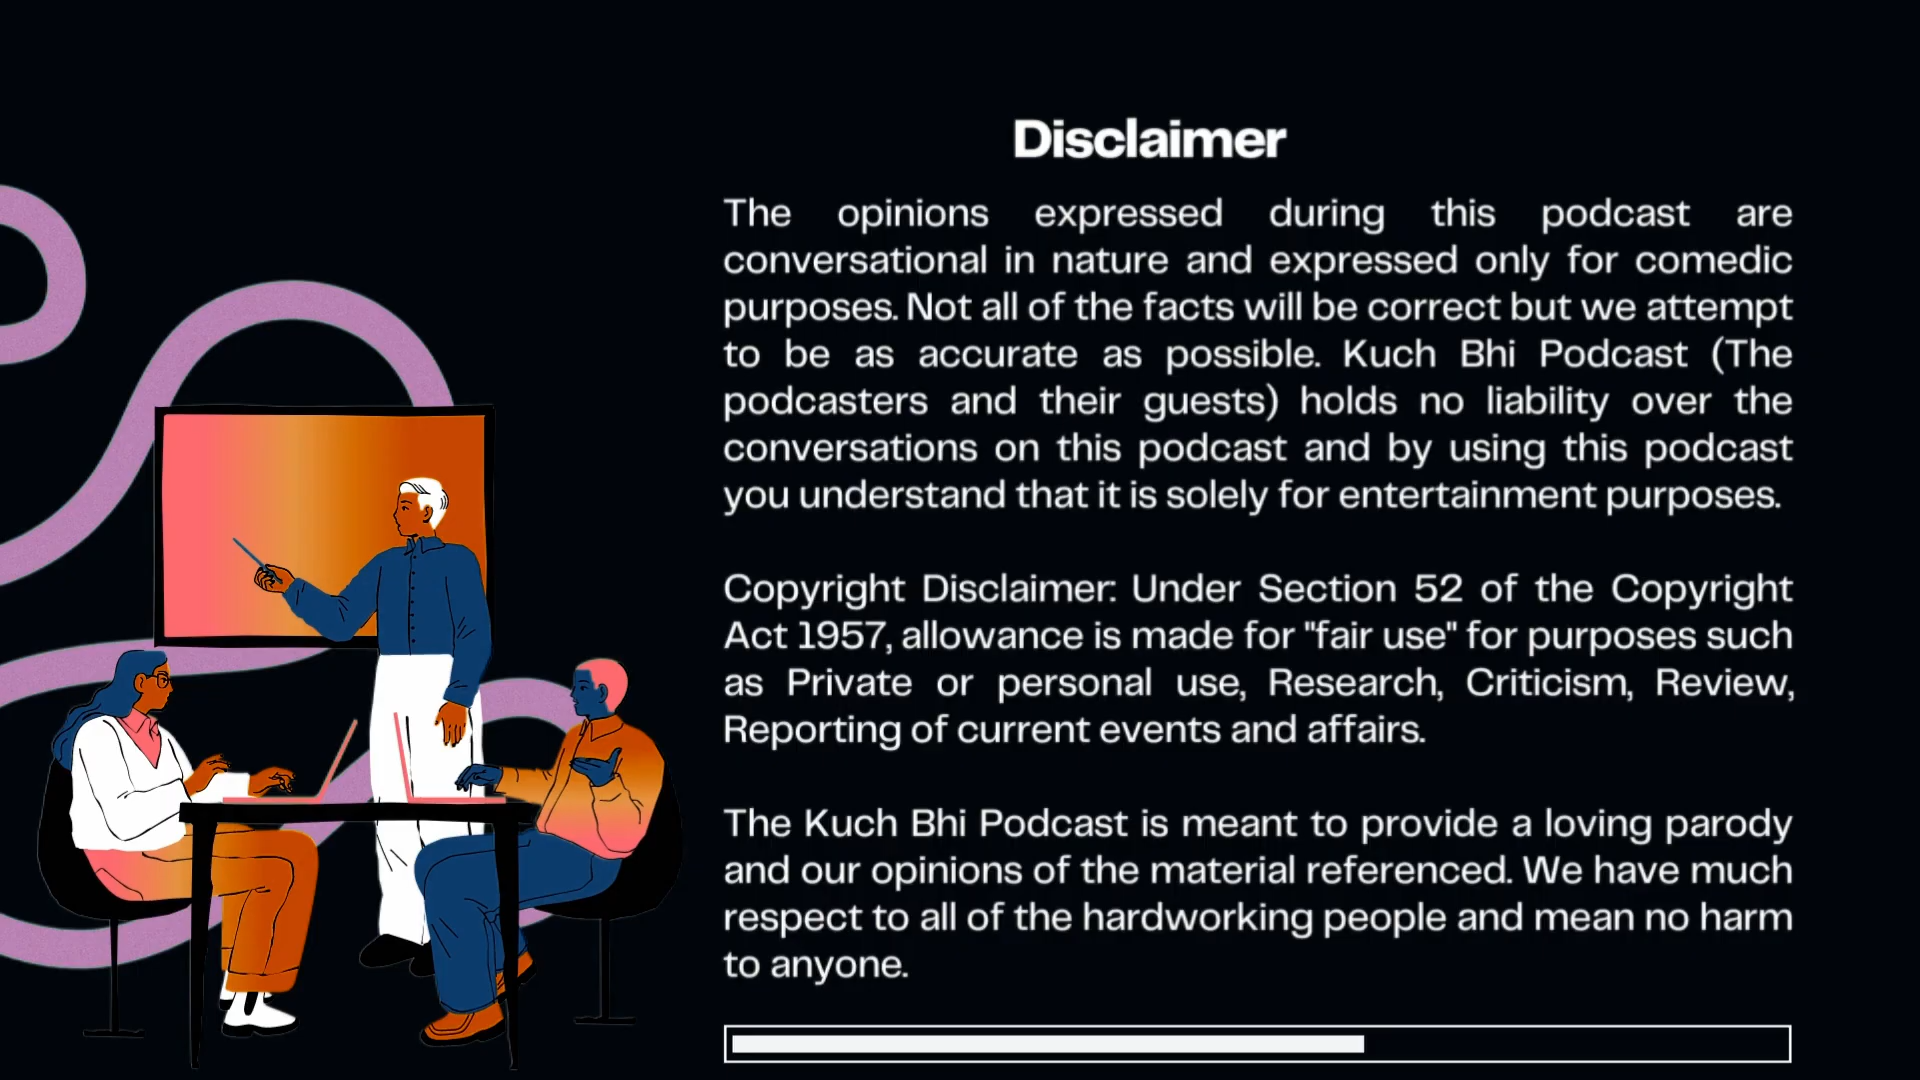 Disclaimer
The opinions expressed during this podcast are
conversational in nature and expressed only for comedic
purposes. Not all of the facts will be correct but we attempt
to be as accurate as possible. Kuch Bhi Podcast (The
podcasters and their guests) holds no liability over the
conversations on this podcast and by using this podcast
you understand that it is solely for entertainment purposes.
Copyright Disclaimer: Under Section 52 of the Copyright
Act 1957, allowance is made for "fair use" for purposes such
as Private or personal use, Research, Criticism, Review,
Reporting of current events and affairs.
The Kuch Bhi Podcast is meant to provide a loving parody
and our opinions of the material referenced. We have much
respect to all of the hardworking people and mean no harm
to anyone.